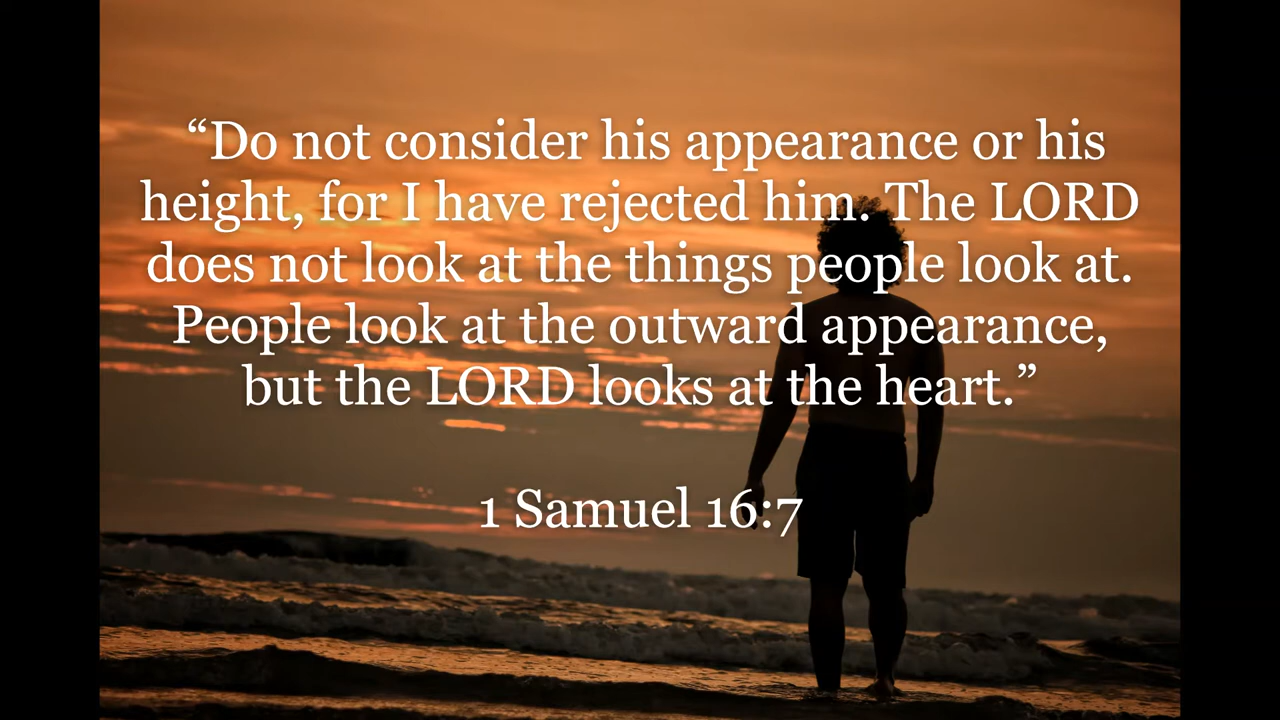 “Do not consider his appearance or his
height, for I have rejected him. The LORD
does not look at the things people look at.
People look at the outward appearance,
but the LORD looks at the heart.”
1 Samuel 16:7